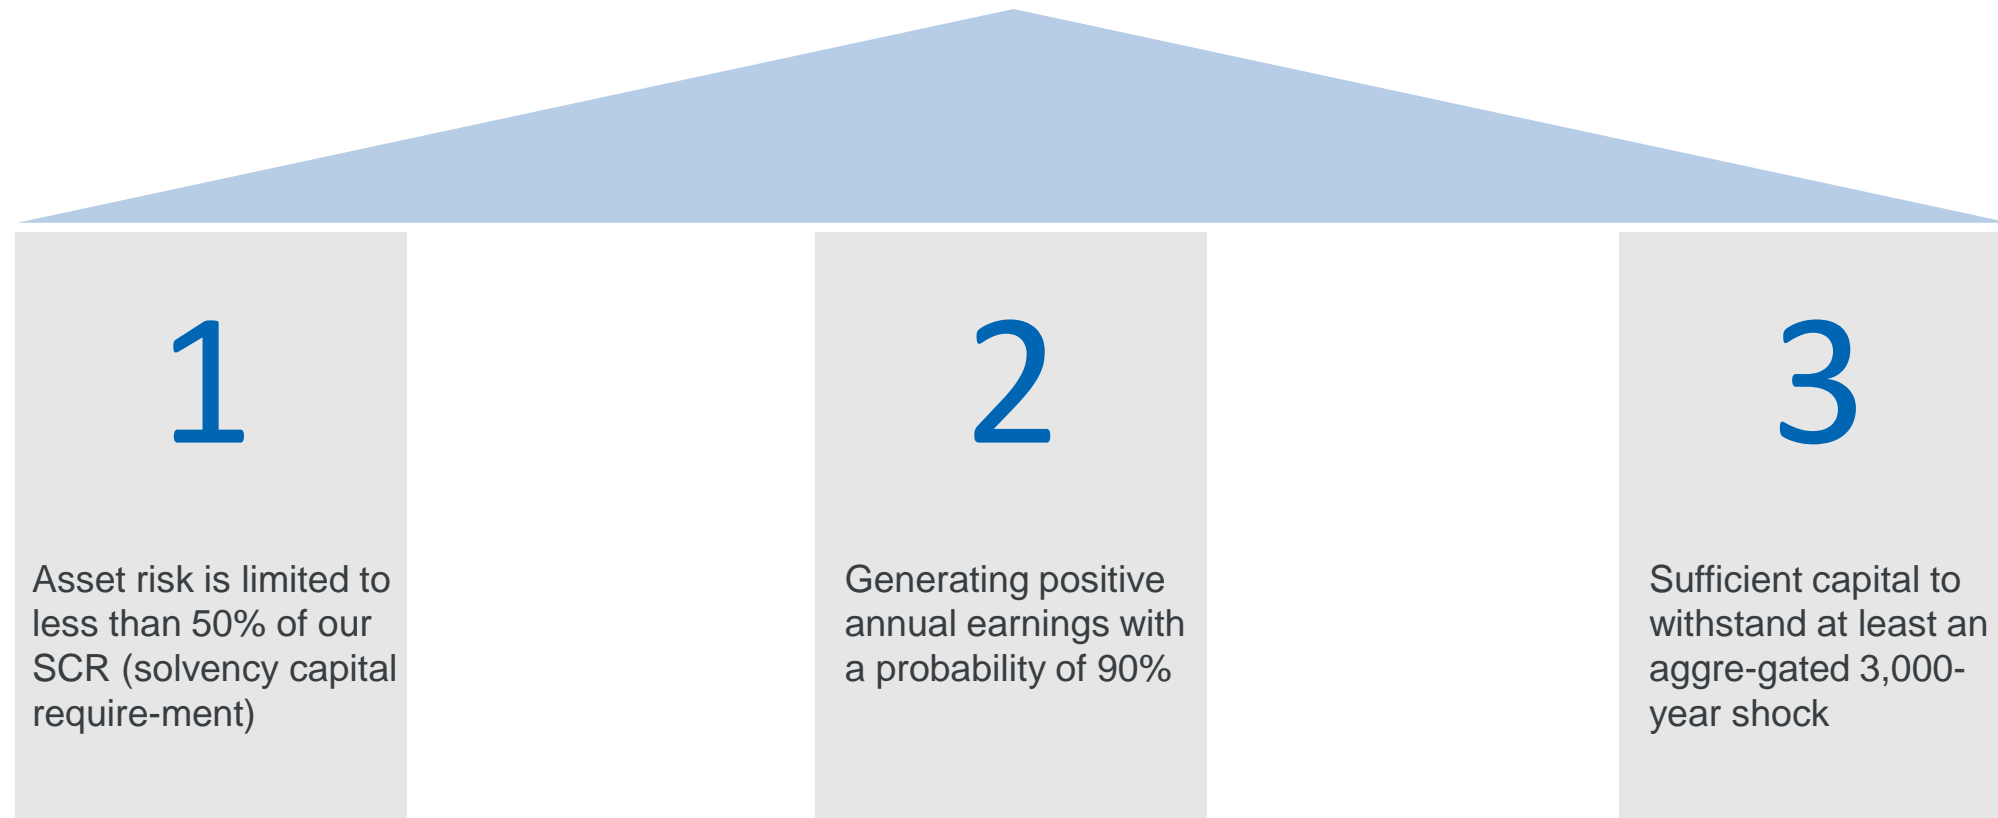 1
Asset risk is limited to
less than 50% of our
SCR (solvency capital
require-ment)
2
Generating positive
annual earnings with
a probability of 90%
3
Sufficient capital to
withstand at least an
aggre-gated 3,000-
year shock